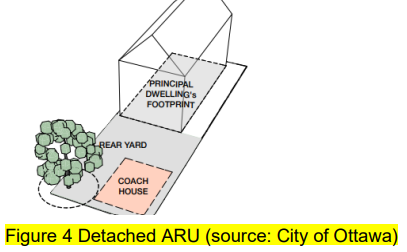 PRINCIPAL
DWELLING's
FOOTPRINT
REAR YARD
COACH
HOUSE
Figure 4 Detached ARU (source: City of Ottawa)